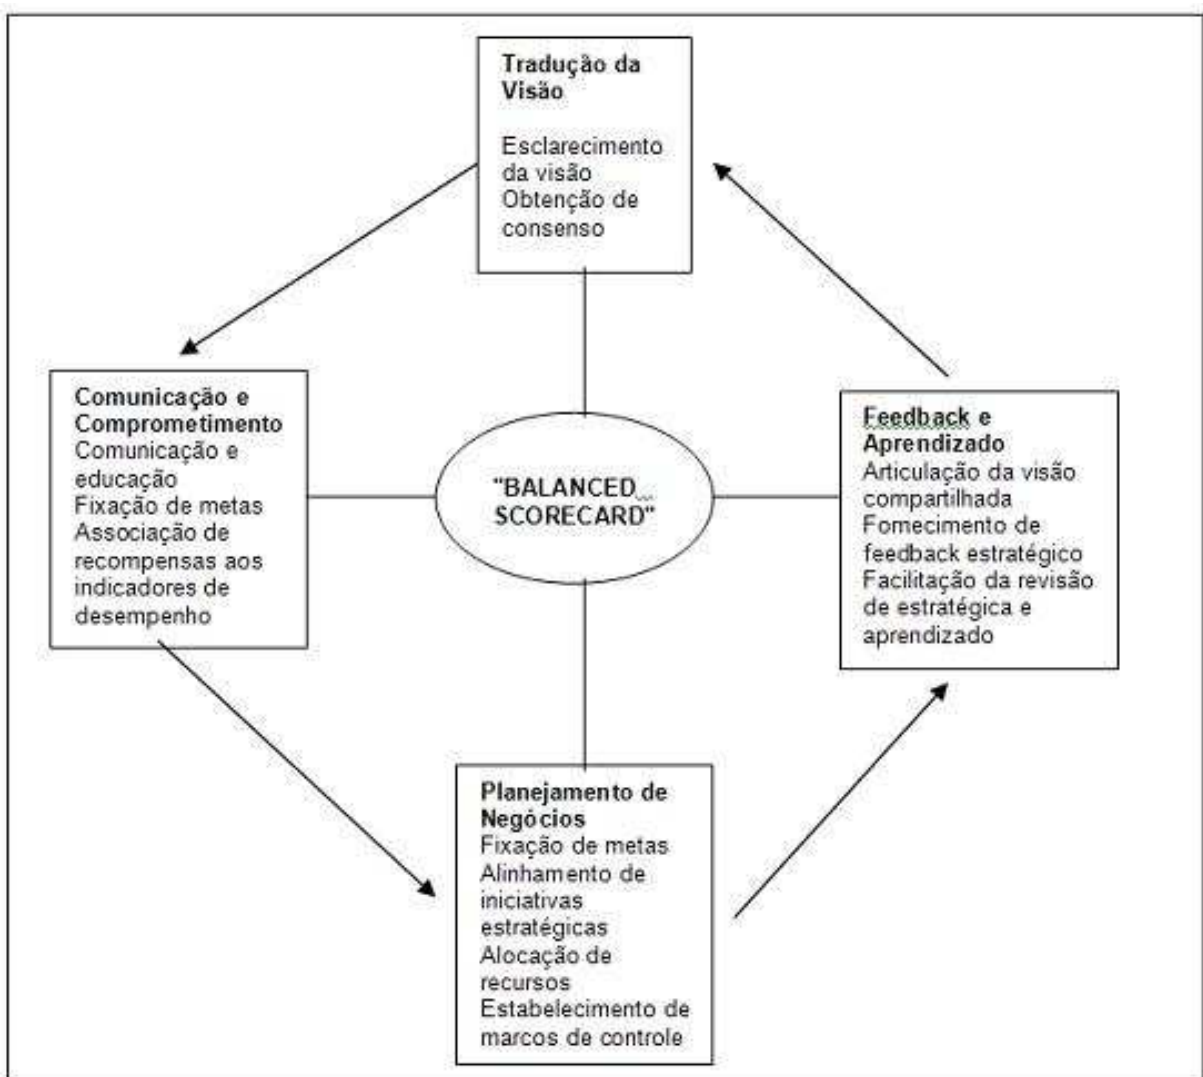 Tradução da
Visão
Esclarecimento
da visão
Obtenção de
consenso
Comunicação e
Comprometimento
Comunicação e
educação
Fixação de metas
Associação de
recompensas aos
indicadores de
desempenho
"BALANCED
SCORECARD"
Feedback e
Aprendizado
Articulação da visão
compartilhada
Fornecimento de
feedback estratégico
Facilitação da revisão
de estratégica e
aprendizado
Planejamento de
Negócios
Fixação de metas
Alinhamento de
iniciativas
estratégicas
Alocação de
recursos
Estabelecimento de
marcos de controle